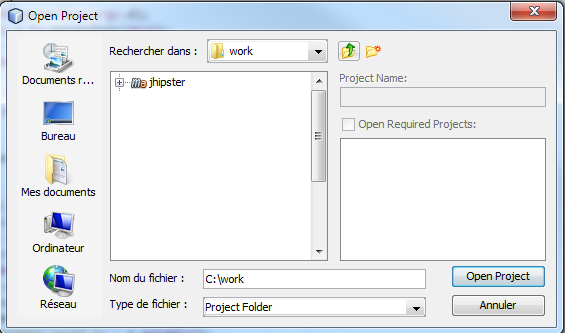 Open Project
Rechercher dans :
work
Documents r...
Bureau
Mes documents
Ordinateur
Réseau
jhipster
Project Name:
Open Required Projects:
Nom du fichier :
C:\work
Open Project
Type de fichier :
Project Folder
Annuler